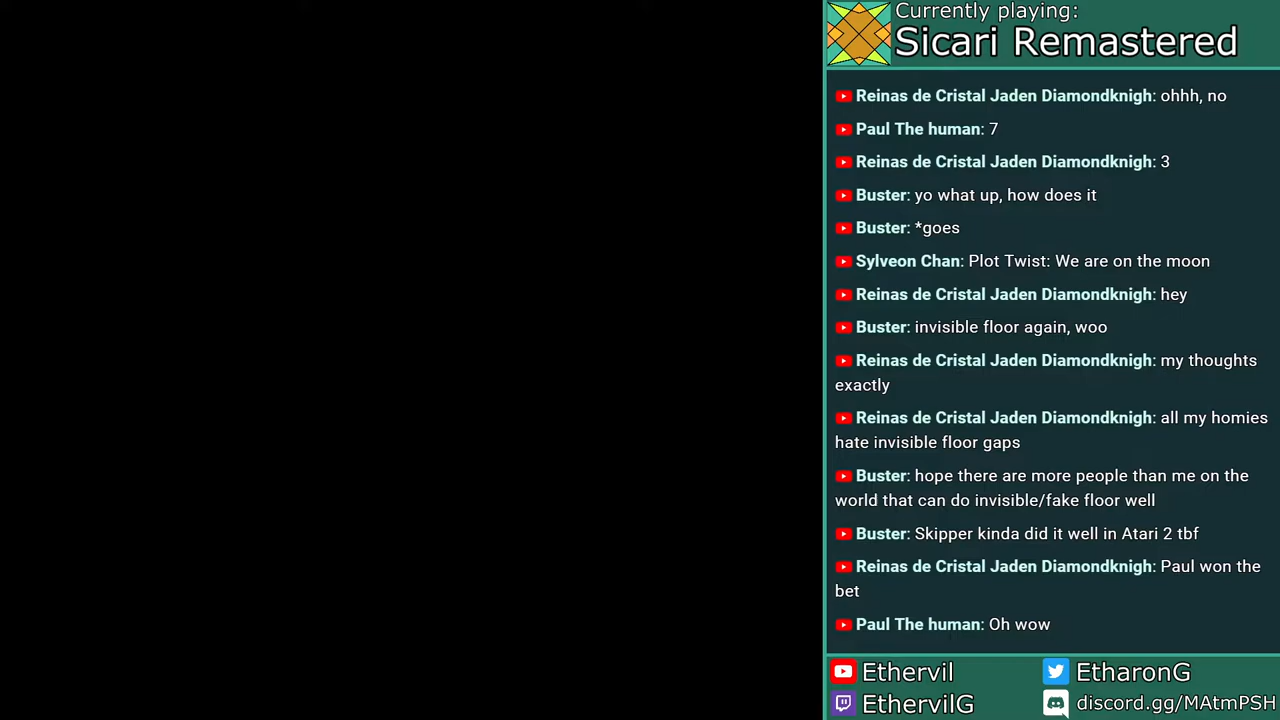 Currently playing:
Sicari Remastered
Reinas de Cristal Jaden Diamondknigh: ohhh, no
Paul The human: 7
Reinas de Cristal Jaden Diamondknigh: 3
Buster: yo what up, how does it
Buster: *goes
Sylveon Chan: Plot Twist: We are on the moon
Reinas de Cristal Jaden Diamondknigh: hey
Buster: invisible floor again, woo
Reinas de Cristal Jaden Diamondknigh: my thoughts
exactly
Reinas de Cristal Jaden Diamondknigh: all my homies
hate invisible floor gaps
Buster: hope there are more people than me on the
world that can do invisible/fake floor well
Buster: Skipper kinda did it well in Atari 2 tbf
Reinas de Cristal Jaden Diamondknigh: Paul won the
bet
Paul The human: Oh wow
Ethervil
EtharonG
EthervilG
discord.gg/MAtmPSH